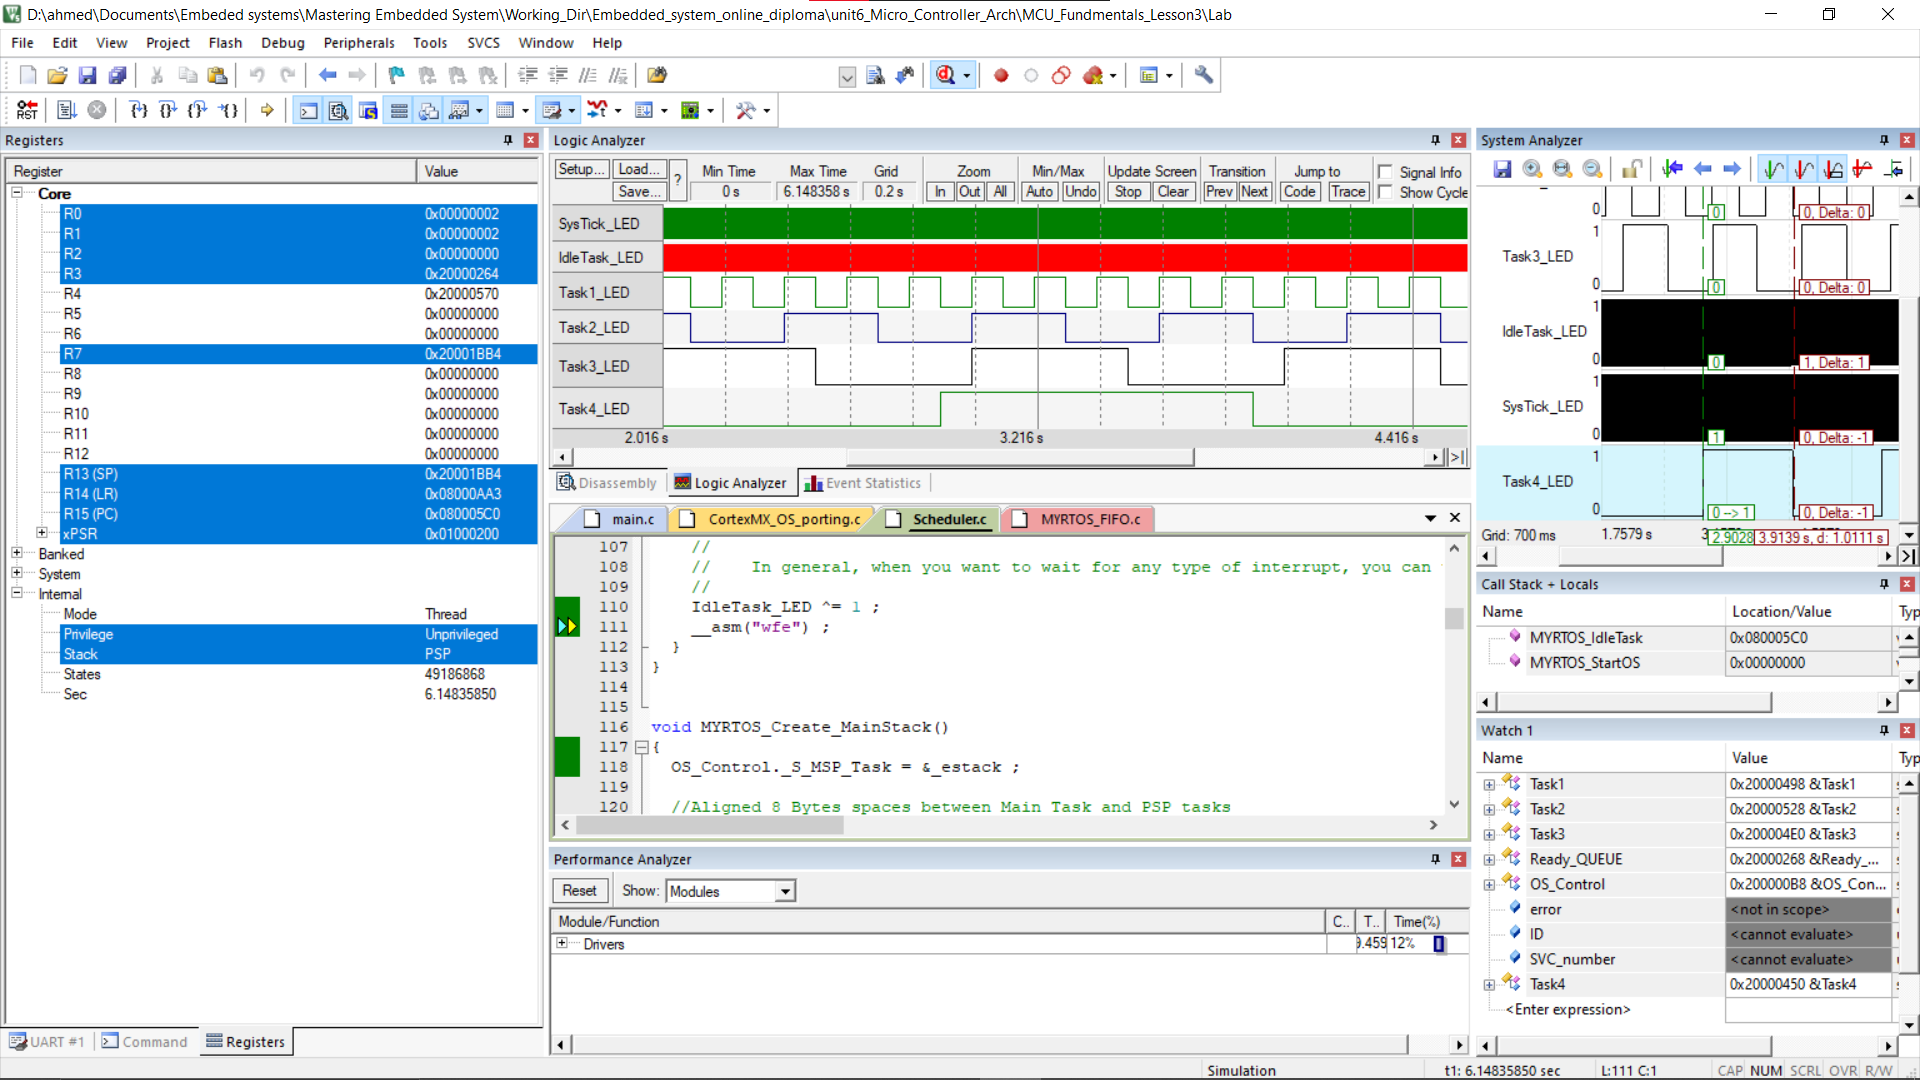 D:\ahmed\Documents\Embeded systems\Mastering Embedded System\Working_Dir\Embedded_system_online_diploma\unit6_Micro_Controller_Arch\MCU_Fundmentals_Lesson3\Lab
File Edit View Project Flash Debug Peripherals Tools SVCS Window Help
RST
Registers
Register Value
Core
R0 0x00000002
R1 0x00000002
R2 0x00000000
R3 0x20000264
R4 0x20000570
R5 0x00000000
R6 0x00000000
R7 0x20001BB4
R8 0x00000000
R9 0x00000000
R10 0x00000000
R11 0x00000000
R12 0x00000000
R13 (SP) 0x20001BB4
R14 (LR) 0x08000AA3
R15 (PC) 0x080005C0
xPSR 0x01000200
Banked
System
Internal
Mode Thread
Privilege Unprivileged
Stack PSP
States 49186868
Sec 6.14835850
UART #1 Command Registers
Logic Analyzer
Setup... Load... Save... ?
Min Time Max Time Grid Zoom Min/Max Update Screen Transition Jump to Signal Info
0 s 6.148358 s 0.2 s In Out All Auto Undo Stop Clear Prev Next Code Trace Show Cycle
SysTick_LED
IdleTask_LED
Task1_LED
Task2_LED
Task3_LED
Task4_LED
2.016 s 3.216 s 4.416 s
Disassembly Logic Analyzer Event Statistics
main.c CortexMX_OS_porting.c Scheduler.c MYRTOS_FIFO.c
107 //
108 // In general, when you want to wait for any type of interrupt, you can
109 //
110 IdleTask_LED ^= 1 ;
111 __asm("wfe") ;
112 }
113 }
114
115
116 void MYRTOS_Create_MainStack()
117 {
118 OS_Control._S_MSP_Task = &_estack ;
119
120 //Aligned 8 Bytes spaces between Main Task and PSP tasks
Performance Analyzer
Reset Show: Modules
Module/Function C.. T.. Time(%)
Drivers 9.459 12%
System Analyzer
0 0 0, Delta: 0
1
Task3_LED
0 0 0, Delta: 0
1
IdleTask_LED
0 0 1, Delta: 1
1
SysTick_LED
0 1 0, Delta: -1
1
Task4_LED
0 0 --> 1 0, Delta: -1
Grid: 700 ms 1.7579 s 2.9028 3.9139 s, d: 1.0111 s
Call Stack + Locals
Name Location/Value Typ
MYRTOS_IdleTask 0x080005C0
MYRTOS_StartOS 0x00000000
Watch 1
Name Value Typ
Task1 0x20000498 &Task1
Task2 0x20000528 &Task2
Task3 0x200004E0 &Task3
Ready_QUEUE 0x20000268 &Ready_...
OS_Control 0x200000B8 &OS_Con...
error <not in scope>
ID <cannot evaluate>
SVC_number <cannot evaluate>
Task4 0x20000450 &Task4
<Enter expression>
Simulation t1: 6.14835850 sec L:111 C:1 CAP NUM SCRL OVR R/W